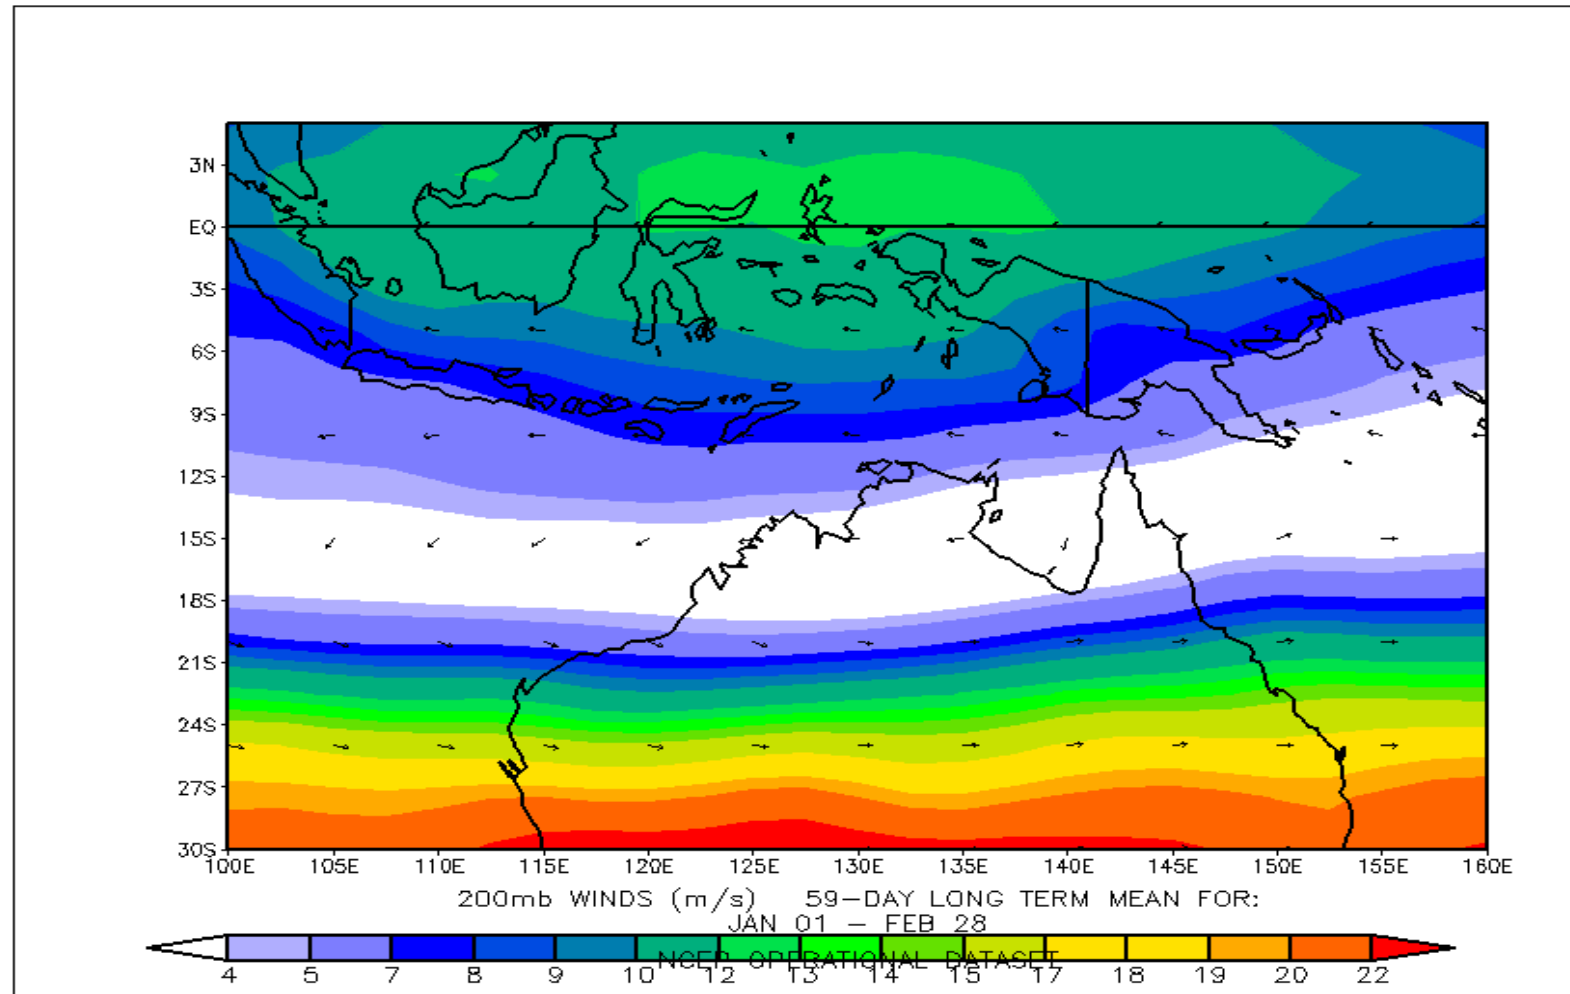 3N
EQ
3S
6S
9S
12S
15S
18S
21S
24S
27S
30S
100E 105E 110E 115E 120E 125E 130E 135E 140E 145E 150E 155E 160E
200mb WINDS (m/s) 59-DAY LONG TERM MEAN FOR:
JAN 01 - FEB 28
NCEP OPERATIONAL DATASET
4 5 7 8 9 10 12 13 14 15 17 18 19 20 22